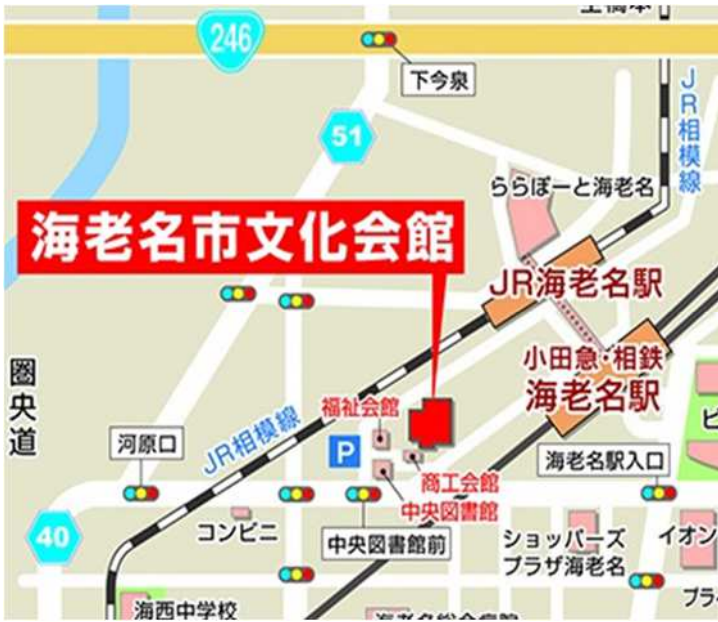 246
下今泉
51
JR相模線
ららぽーと海老名
海老名市文化会館
JR海老名駅
小田急・相鉄
海老名駅
圏央道
福祉会館
JR相模線
河原口
P
商工会館
中央図書館
海老名駅入口
40
コンビニ
中央図書館前
ショッパーズ
プラザ海老名
イオン
海西中学校